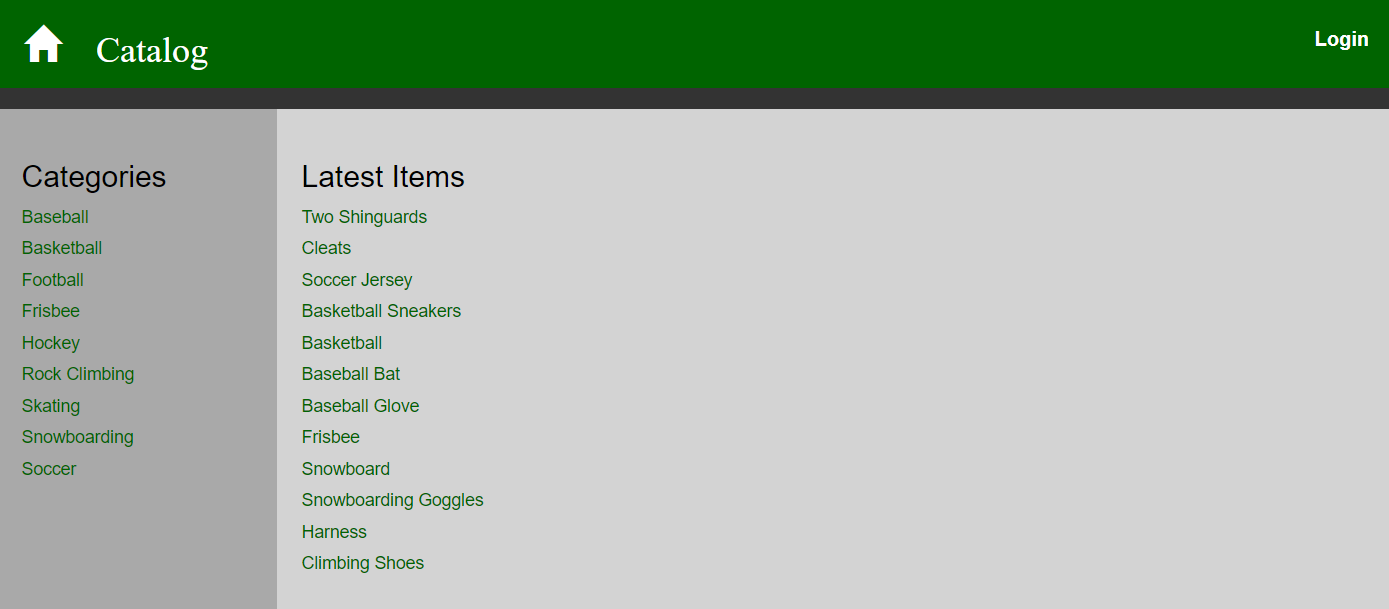 Catalog
Login
Categories
Baseball
Basketball
Football
Frisbee
Hockey
Rock Climbing
Skating
Snowboarding
Soccer
Latest Items
Two Shinguards
Cleats
Soccer Jersey
Basketball Sneakers
Basketball
Baseball Bat
Baseball Glove
Frisbee
Snowboard
Snowboarding Goggles
Harness
Climbing Shoes